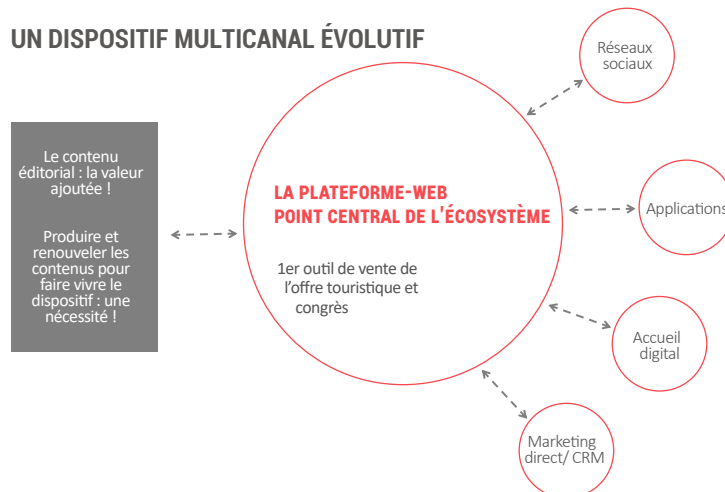 UN DISPOSITIF MULTICANAL ÉVOLUTIF
Le contenu
éditorial : la valeur
ajoutée !
Produire et
renouveler les
contenus pour
faire vivre le
dispositif : une
nécessité !
LA PLATEFORME-WEB
POINT CENTRAL DE L'ÉCOSYSTÈME
1er outil de vente de
l'offre touristique et
congrès
Réseaux
sociaux
Applications
Accueil
digital
Marketing
direct/ CRM